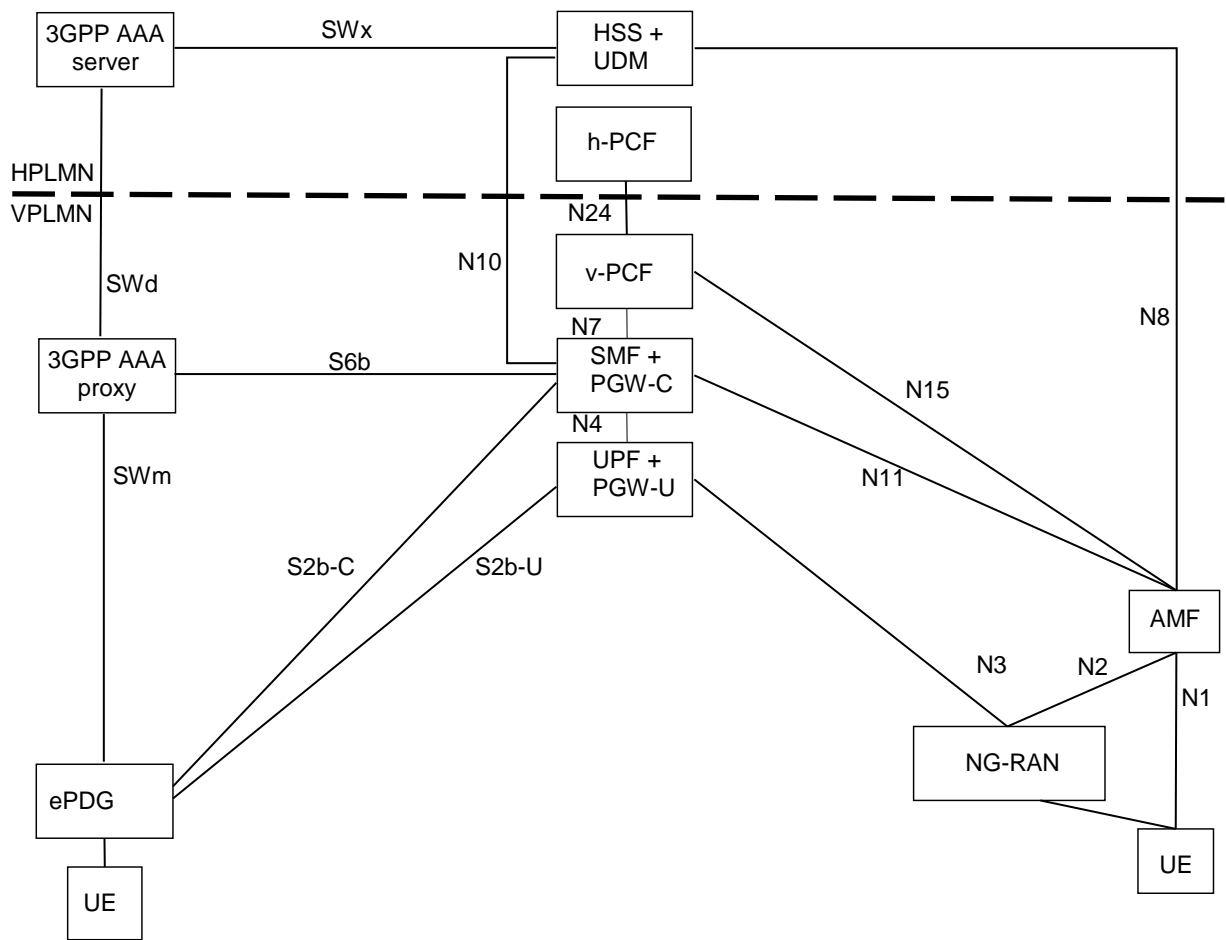 3GPP AAA
server
SWx
HSS +
UDM
h-PCF
HPLMN
VPLMN
N24
N10
v-PCF
SWd
N8
N7
3GPP AAA
proxy
S6b
SMF +
PGW-C
N15
N4
SWm
UPF +
PGW-U
N11
S2b-C
S2b-U
AMF
N3
N2
N1
NG-RAN
ePDG
UE
UE